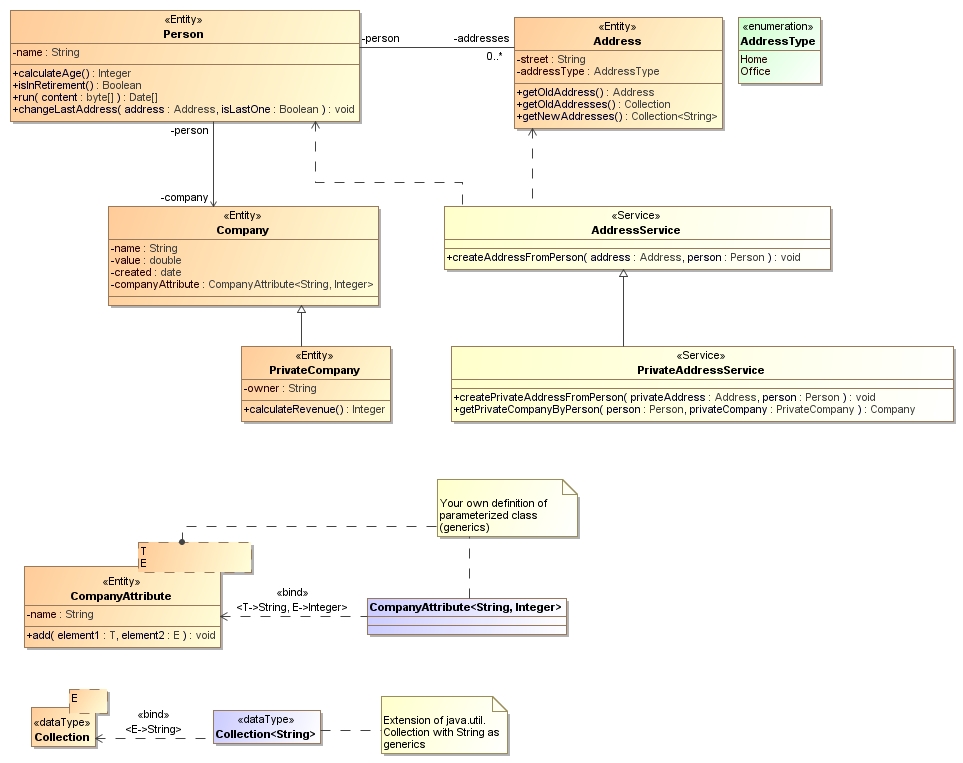 «Entity»
Person
-name : String
+calculateAge() : Integer
+isInRetirement() : Boolean
+run( content : byte[] ) : Date[]
+changeLastAddress( address : Address, isLastOne : Boolean ) : void
-person
-addresses
0..*
«Entity»
Address
-street : String
-addressType : AddressType
+getOldAddress() : Address
+getOldAddresses() : Collection
+getNewAddresses() : Collection<String>
«enumeration»
AddressType
Home
Office
-person
-company
«Entity»
Company
-name : String
-value : double
-created : date
-companyAttribute : CompanyAttribute<String, Integer>
«Service»
AddressService
+createAddressFromPerson( address : Address, person : Person ) : void
«Entity»
PrivateCompany
-owner : String
+calculateRevenue() : Integer
«Service»
PrivateAddressService
+createPrivateAddressFromPerson( privateAddress : Address, person : Person ) : void
+getPrivateCompanyByPerson( person : Person, privateCompany : PrivateCompany ) : Company
Your own definition of
parameterized class
(generics)
T
E
«Entity»
CompanyAttribute
-name : String
+add( element1 : T, element2 : E ) : void
«bind»
<T->String, E->Integer>
CompanyAttribute<String, Integer>
E
«dataType»
Collection
«bind»
<E->String>
«dataType»
Collection<String>
Extension of java.util.
Collection with String as
generics